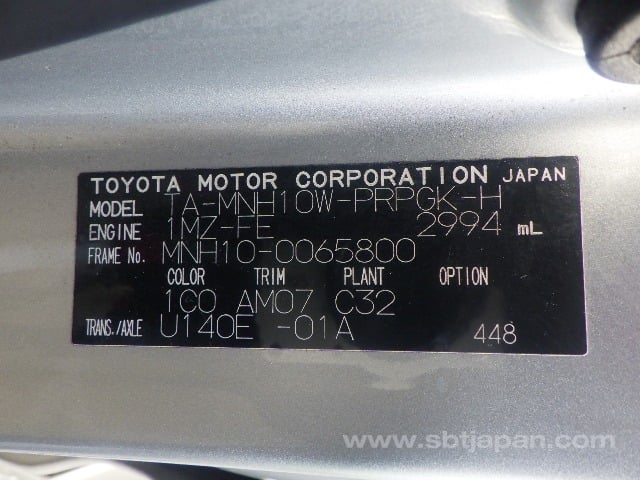 TOYOTA MOTOR CORPORATION JAPAN
MODEL TA-MNH10W-PRPGK-H
ENGINE 1MZ-FE 2994 mL
FRAME No. MNH10-0065800
COLOR TRIM PLANT OPTION
1C0 AM07 C32
TRANS./AXLE U140E -01A 448
www.sbtjapan.com